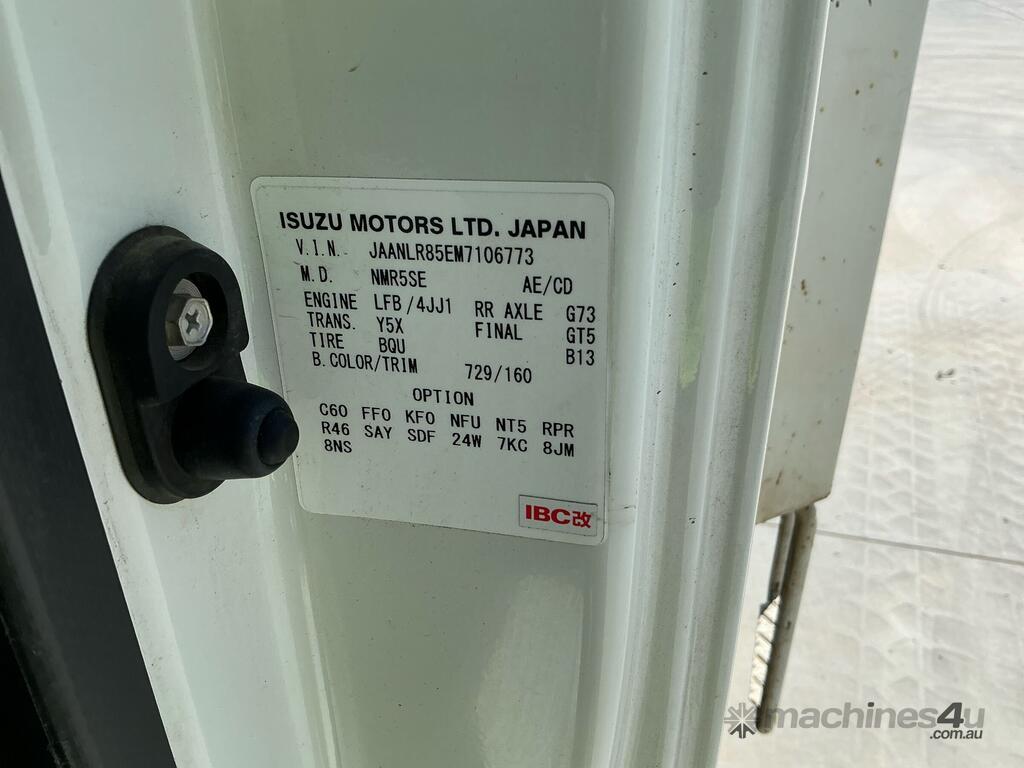 ISUZU MOTORS LTD. JAPAN
V.I.N. JAANLR85EM7106773
M.D. NMR5SE AE/CD
ENGINE LFB/4JJ1 RR AXLE G73
TRANS. Y5X FINAL GT5
TIRE BQU B13
B.COLOR/TRIM 729/160
OPTION
C60 FF0 KF0 NFU NT5 RPR
R46 SAY SDF 24W 7KC 8JM
8NS
IBC改
machines4u
.com.au